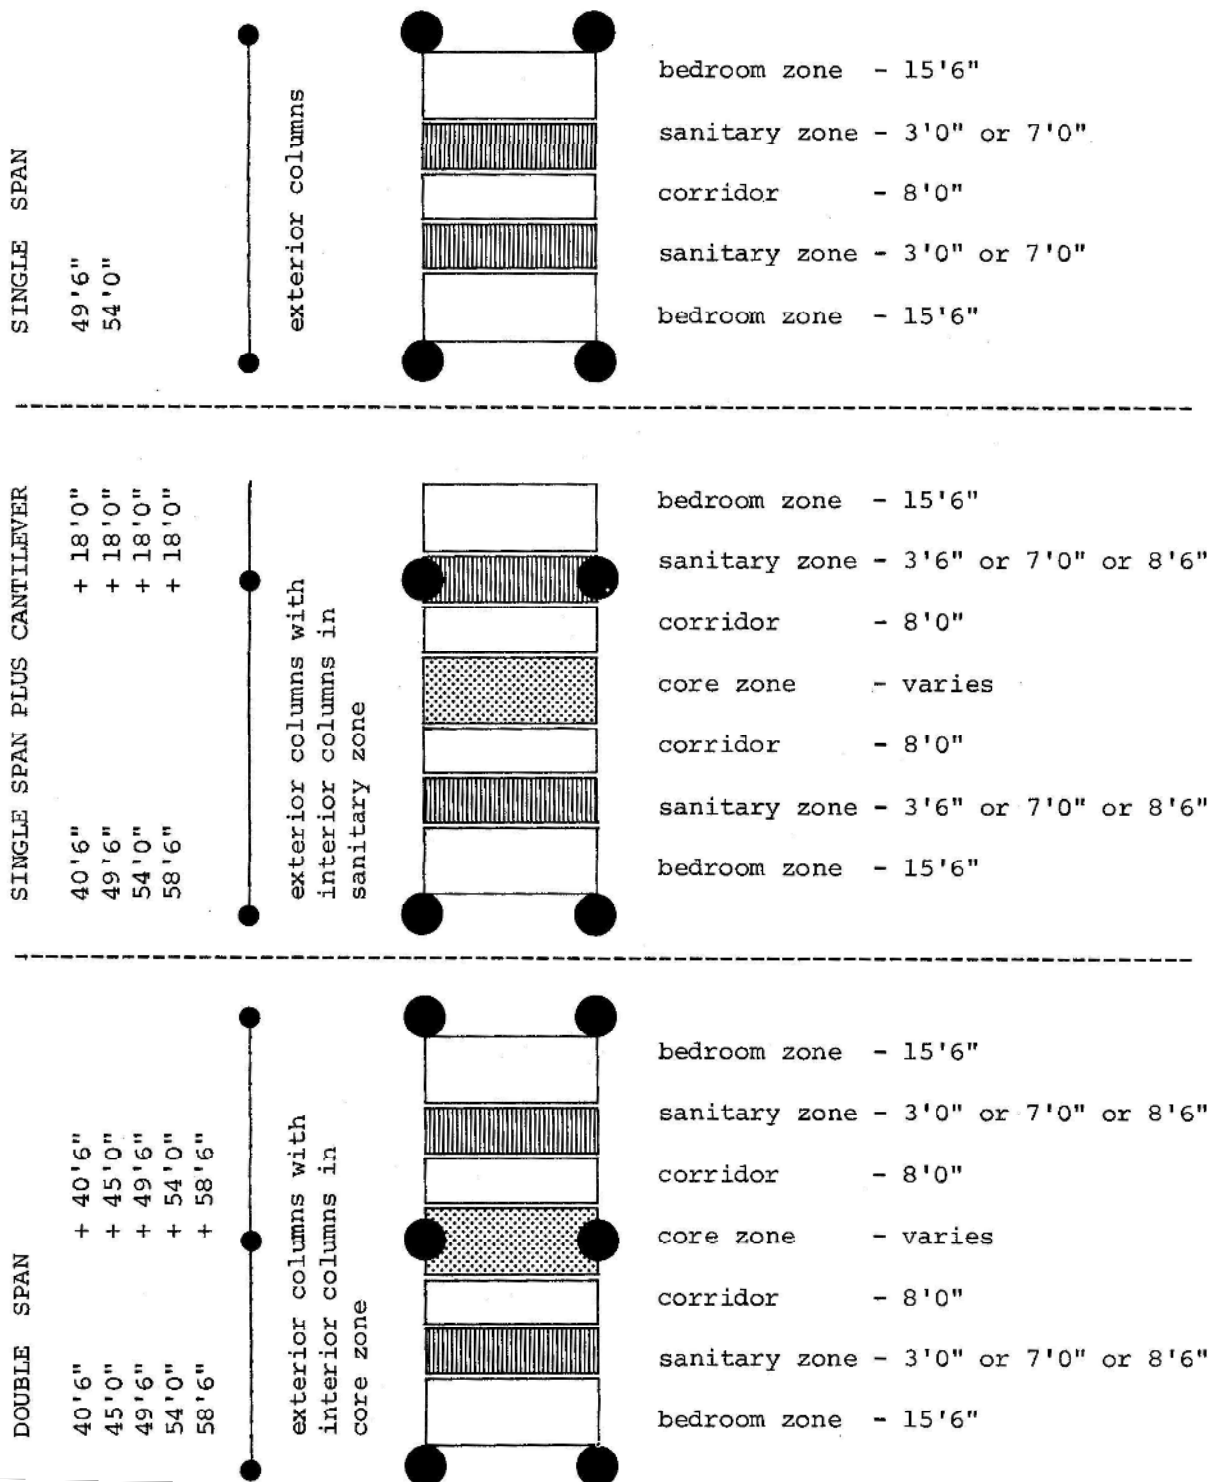 SINGLE SPAN
49'6"
54'0"
exterior columns
bedroom zone - 15'6"
sanitary zone - 3'0" or 7'0"
corridor - 8'0"
sanitary zone - 3'0" or 7'0"
bedroom zone - 15'6"
SINGLE SPAN PLUS CANTILEVER
40'6" + 18'0"
49'6" + 18'0"
54'0" + 18'0"
58'6" + 18'0"
exterior columns with
interior columns in
sanitary zone
bedroom zone - 15'6"
sanitary zone - 3'6" or 7'0" or 8'6"
corridor - 8'0"
core zone - varies
corridor - 8'0"
sanitary zone - 3'6" or 7'0" or 8'6"
bedroom zone - 15'6"
DOUBLE SPAN
40'6" + 40'6"
45'0" + 45'0"
49'6" + 49'6"
54'0" + 54'0"
58'6" + 58'6"
exterior columns with
interior columns in
core zone
bedroom zone - 15'6"
sanitary zone - 3'0" or 7'0" or 8'6"
corridor - 8'0"
core zone - varies
corridor - 8'0"
sanitary zone - 3'0" or 7'0" or 8'6"
bedroom zone - 15'6"